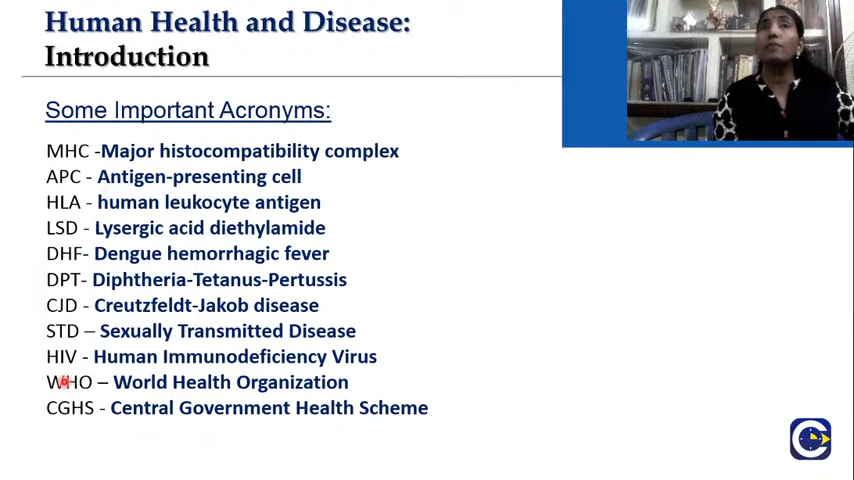 Human Health and Disease:
Introduction
Some Important Acronyms:
MHC -Major histocompatibility complex
APC - Antigen-presenting cell
HLA - human leukocyte antigen
LSD - Lysergic acid diethylamide
DHF- Dengue hemorrhagic fever
DPT- Diphtheria-Tetanus-Pertussis
CJD - Creutzfeldt-Jakob disease
STD – Sexually Transmitted Disease
HIV - Human Immunodeficiency Virus
WHO – World Health Organization
CGHS - Central Government Health Scheme